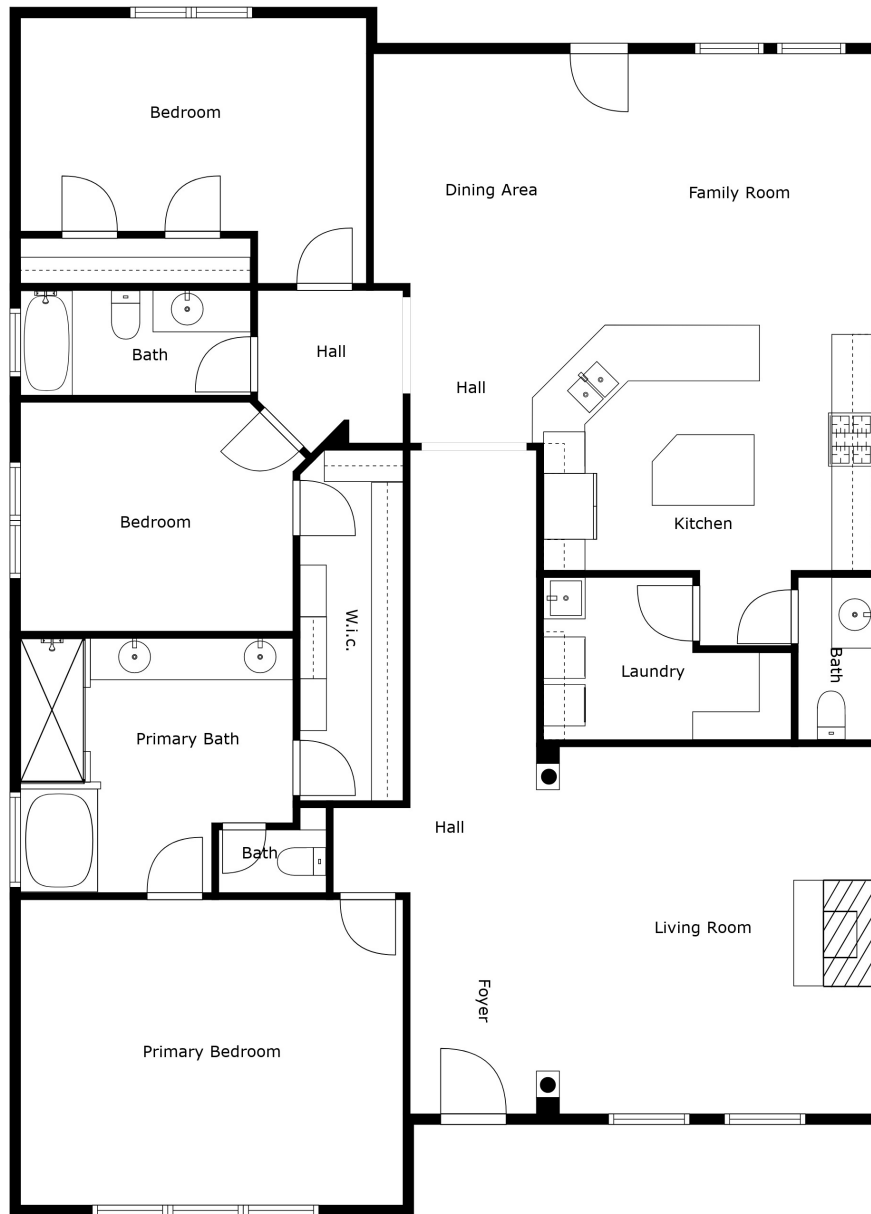 Bedroom
Dining Area
Family Room
Bath
Hall
Hall
Bedroom
Kitchen
W.i.c.
Laundry
Bath
Primary Bath
Hall
Bath
Living Room
Foyer
Primary Bedroom